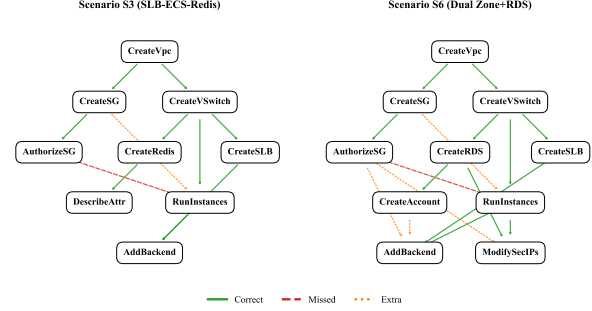 Scenario S3 (SLB-ECS-Redis)
CreateVpc
CreateSG
CreateVSwitch
AuthorizeSG
CreateRedis
CreateSLB
DescribeAttr
RunInstances
AddBackend
Scenario S6 (Dual Zone+RDS)
CreateVpc
CreateSG
CreateVSwitch
AuthorizeSG
CreateRDS
CreateSLB
CreateAccount
RunInstances
AddBackend
ModifySecIPs
Correct
Missed
Extra